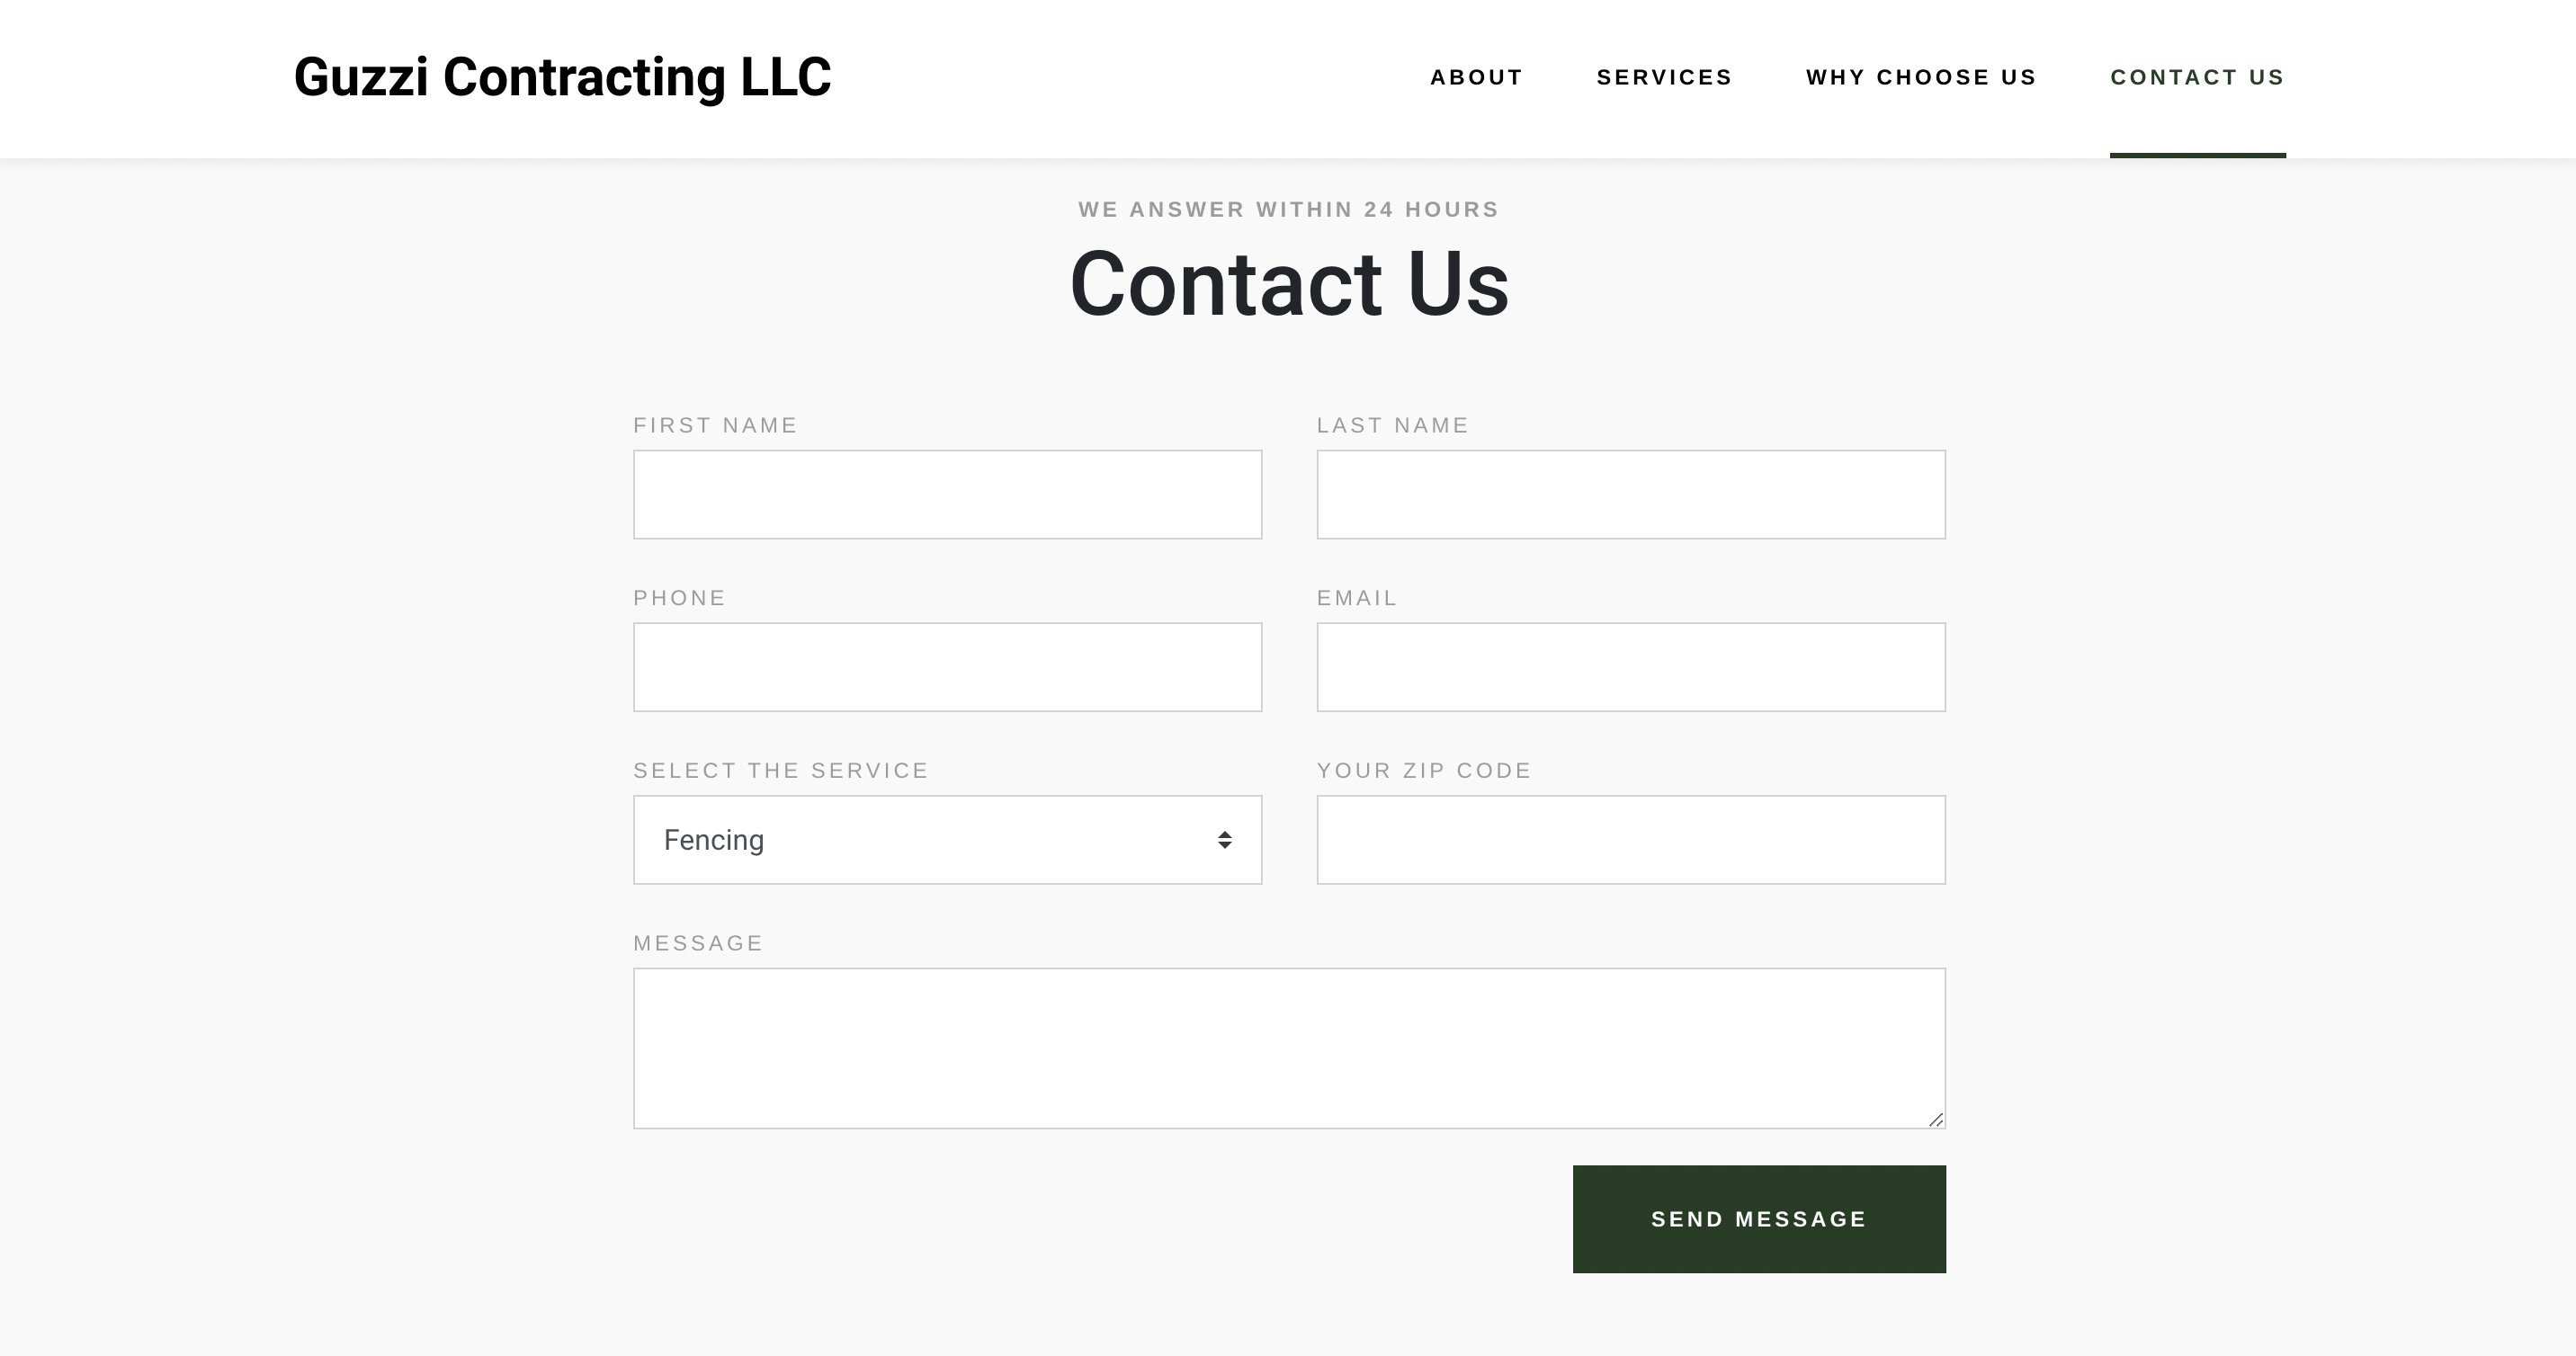 Guzzi Contracting LLC
ABOUT SERVICES WHY CHOOSE US CONTACT US
WE ANSWER WITHIN 24 HOURS
Contact Us
FIRST NAME LAST NAME
PHONE EMAIL
SELECT THE SERVICE YOUR ZIP CODE
Fencing
MESSAGE
SEND MESSAGE